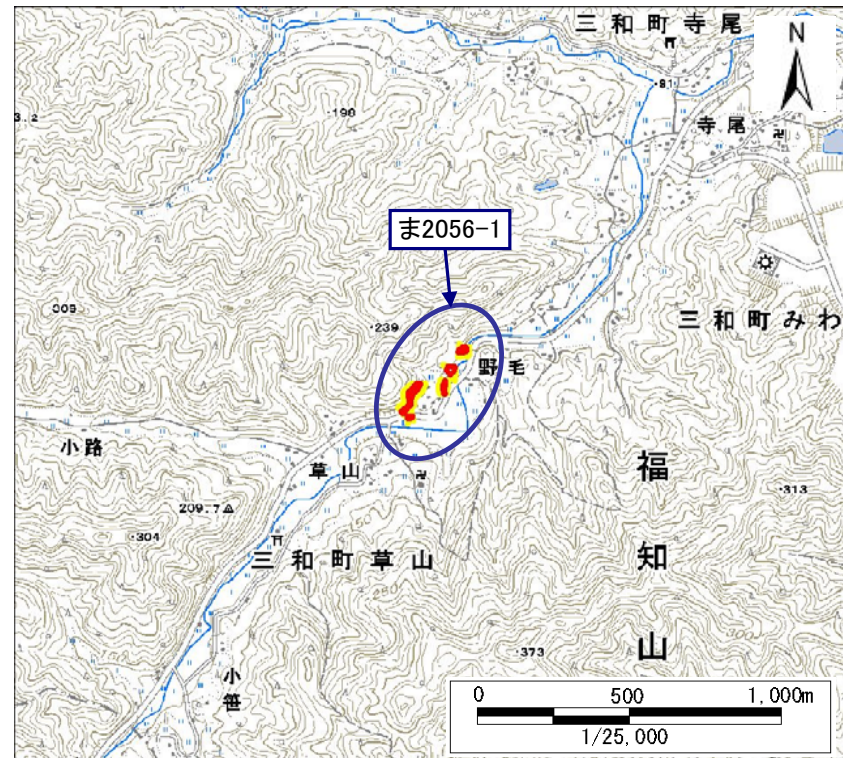 三和町寺尾
N
3.2
・190
・91
寺尾
ま2056-1
三和町みわ
・239
野毛
小路
草山
福知山
・313
209.7
・304
三和町草山
・373
小笹
0 500 1,000m
1/25,000